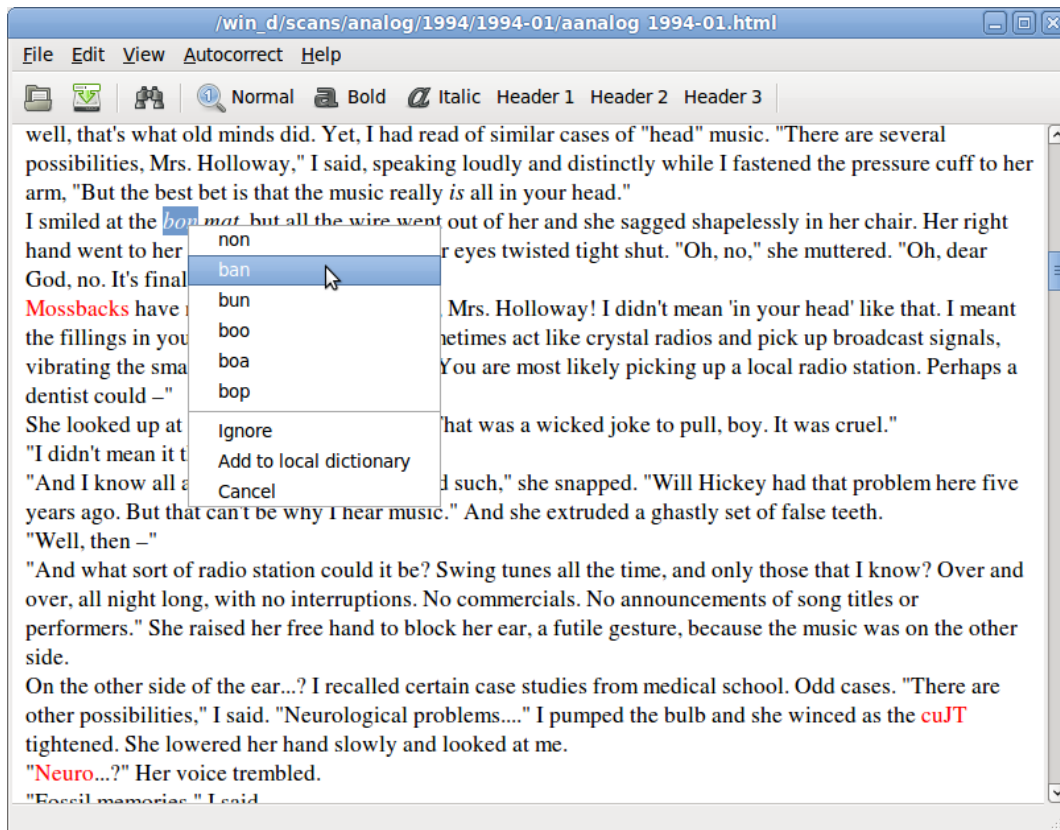 /win_d/scans/analog/1994/1994-01/aanalog 1994-01.html
File Edit View Autocorrect Help
Normal Bold Italic Header 1 Header 2 Header 3
well, that's what old minds did. Yet, I had read of similar cases of "head" music. "There are several
possibilities, Mrs. Holloway," I said, speaking loudly and distinctly while I fastened the pressure cuff to her
arm, "But the best bet is that the music really is all in your head."
I smiled at the bon mat, but all the wire went out of her and she sagged shapelessly in her chair. Her right
hand went to her r eyes twisted tight shut. "Oh, no," she muttered. "Oh, dear
God, no. It's final
Mossbacks have Mrs. Holloway! I didn't mean 'in your head' like that. I meant
the fillings in you etimes act like crystal radios and pick up broadcast signals,
vibrating the sma You are most likely picking up a local radio station. Perhaps a
dentist could –"
She looked up at hat was a wicked joke to pull, boy. It was cruel."
"I didn't mean it t
"And I know all a d such," she snapped. "Will Hickey had that problem here five
years ago. But that can't be why I hear music." And she extruded a ghastly set of false teeth.
"Well, then –"
"And what sort of radio station could it be? Swing tunes all the time, and only those that I know? Over and
over, all night long, with no interruptions. No commercials. No announcements of song titles or
performers." She raised her free hand to block her ear, a futile gesture, because the music was on the other
side.
On the other side of the ear...? I recalled certain case studies from medical school. Odd cases. "There are
other possibilities," I said. "Neurological problems...." I pumped the bulb and she winced as the cuJT
tightened. She lowered her hand slowly and looked at me.
"Neuro...?" Her voice trembled.
"Fossil memories," I said.
non
ban
bun
boo
boa
bop
Ignore
Add to local dictionary
Cancel